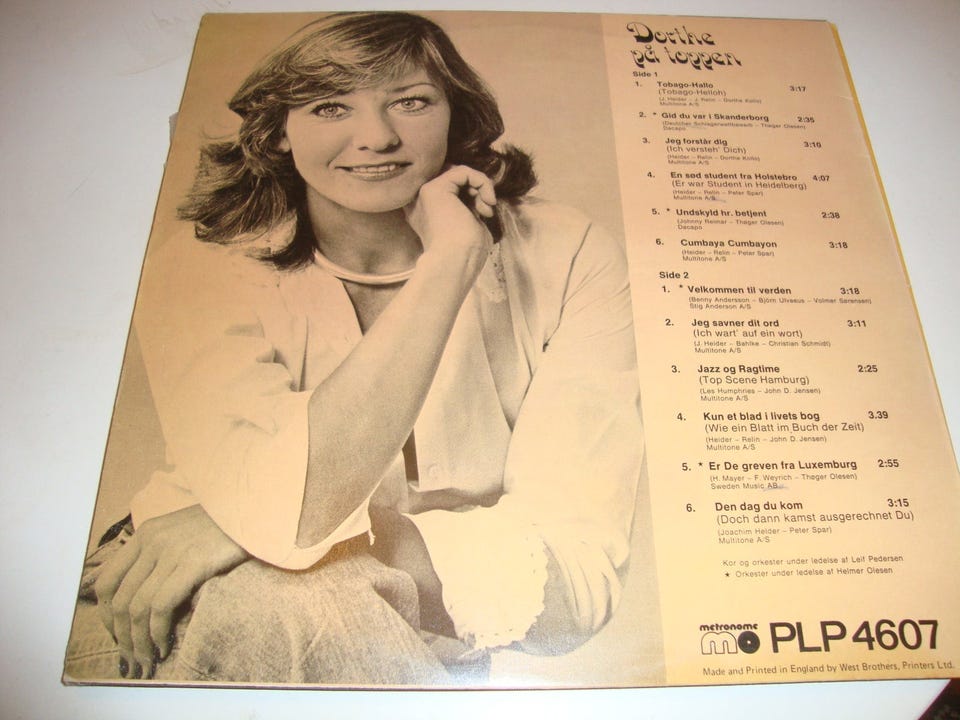 Dorthe
på toppen
Side 1
1. Tobago-Hallo 3:17
(Tobago-Helloh)
(J. Heider – J. Relin – Dorthe Kollo)
Multitone A/S
2. * Gid du var i Skanderborg 2:35
(Deutscher Schlagerwettbewerb – Thøger Olesen)
Dacapo
3. Jeg forstår dig 3:10
(Ich versteh' Dich)
(Heider – Relin – Dorthe Kollo)
Multitone A/S
4. En sød student fra Holstebro 4:07
(Er war Student in Heidelberg)
(Heider – Relin – Peter Spar)
Multitone A/S
5. * Undskyld hr. betjent 2:38
(Johnny Reimar – Thøger Olesen)
Dacapo
6. Cumbaya Cumbayon 3:18
(Heider – Relin – Peter Spar)
Multitone A/S
Side 2
1. * Velkommen til verden 3:18
(Benny Andersson – Björn Ulvaeus – Volmer Sørensen)
Stig Anderson A/S
2. Jeg savner dit ord 3:11
(Ich wart' auf ein wort)
(J. Heider – Bahlke – Christian Schmidt)
Multitone A/S
3. Jazz og Ragtime 2:25
(Top Scene Hamburg)
(Les Humphries – John D. Jensen)
Multitone A/S
4. Kun et blad i livets bog 3.39
(Wie ein Blatt im Buch der Zeit)
(Heider – Relin – John D. Jensen)
Multitone A/S
5. * Er De greven fra Luxemburg 2:55
(H. Mayer – F. Weyrich – Thøger Olesen)
Sweden Music AB
6. Den dag du kom 3:15
(Doch dann kamst ausgerechnet Du)
(Joachim Heider – Peter Spar)
Multitone A/S
Kor og orkester under ledelse af Leif Pedersen
★ Orkester under ledelse af Helmer Olesen
metronome
PLP 4607
Made and Printed in England by West Brothers, Printers Ltd.